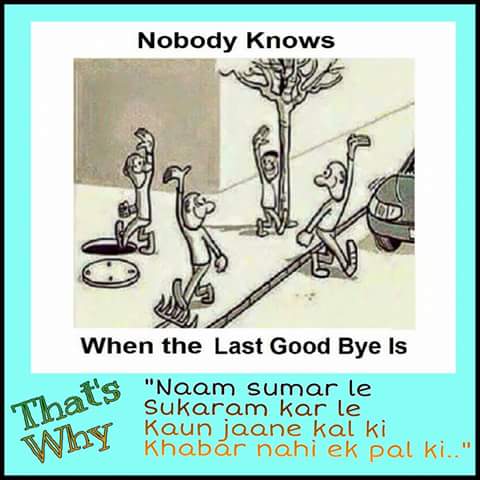 Nobody Knows
When the Last Good Bye Is
That's
Why
"Naam sumar le
Sukaram kar le
Kaun jaane kal ki
Khabar nahi ek pal ki.."